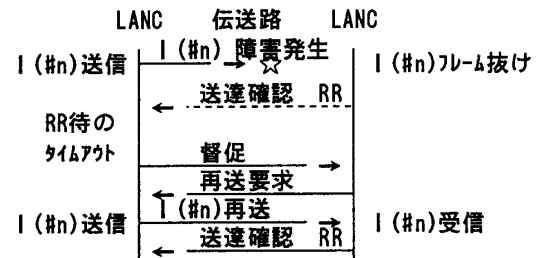 LANC 伝送路 LANC
I(#n)送信 I(#n) 障害発生 I(#n)ﾌﾚｰﾑ抜け
送達確認 RR
RR待の
ﾀｲﾑｱｳﾄ
督促
再送要求
I(#n)送信 I(#n)再送 I(#n)受信
送達確認 RR